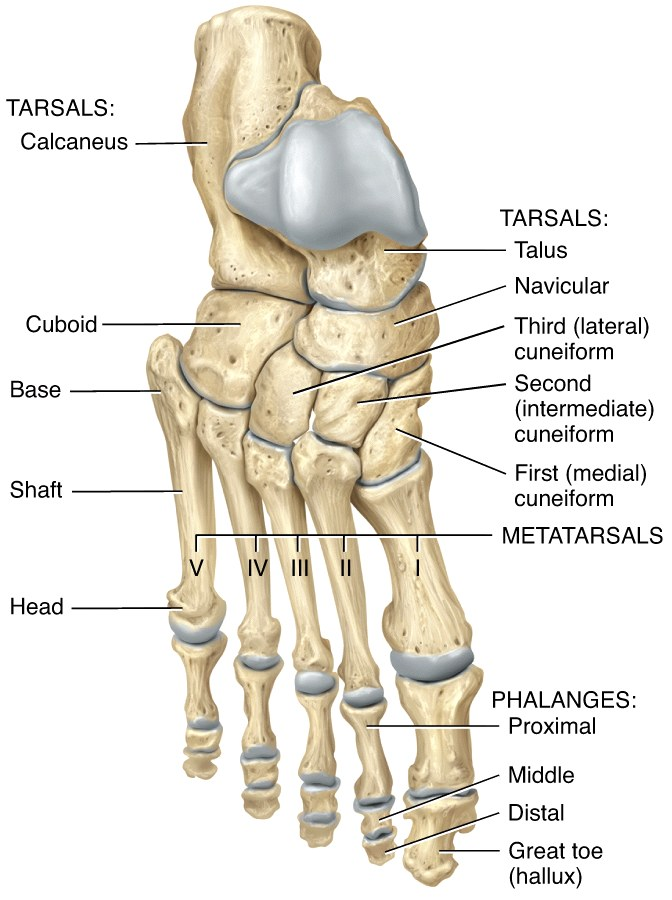 TARSALS:
Calcaneus
Cuboid
Base
Shaft
Head
TARSALS:
Talus
Navicular
Third (lateral)
cuneiform
Second
(intermediate)
cuneiform
First (medial)
cuneiform
METATARSALS
V IV III II I
PHALANGES:
Proximal
Middle
Distal
Great toe
(hallux)